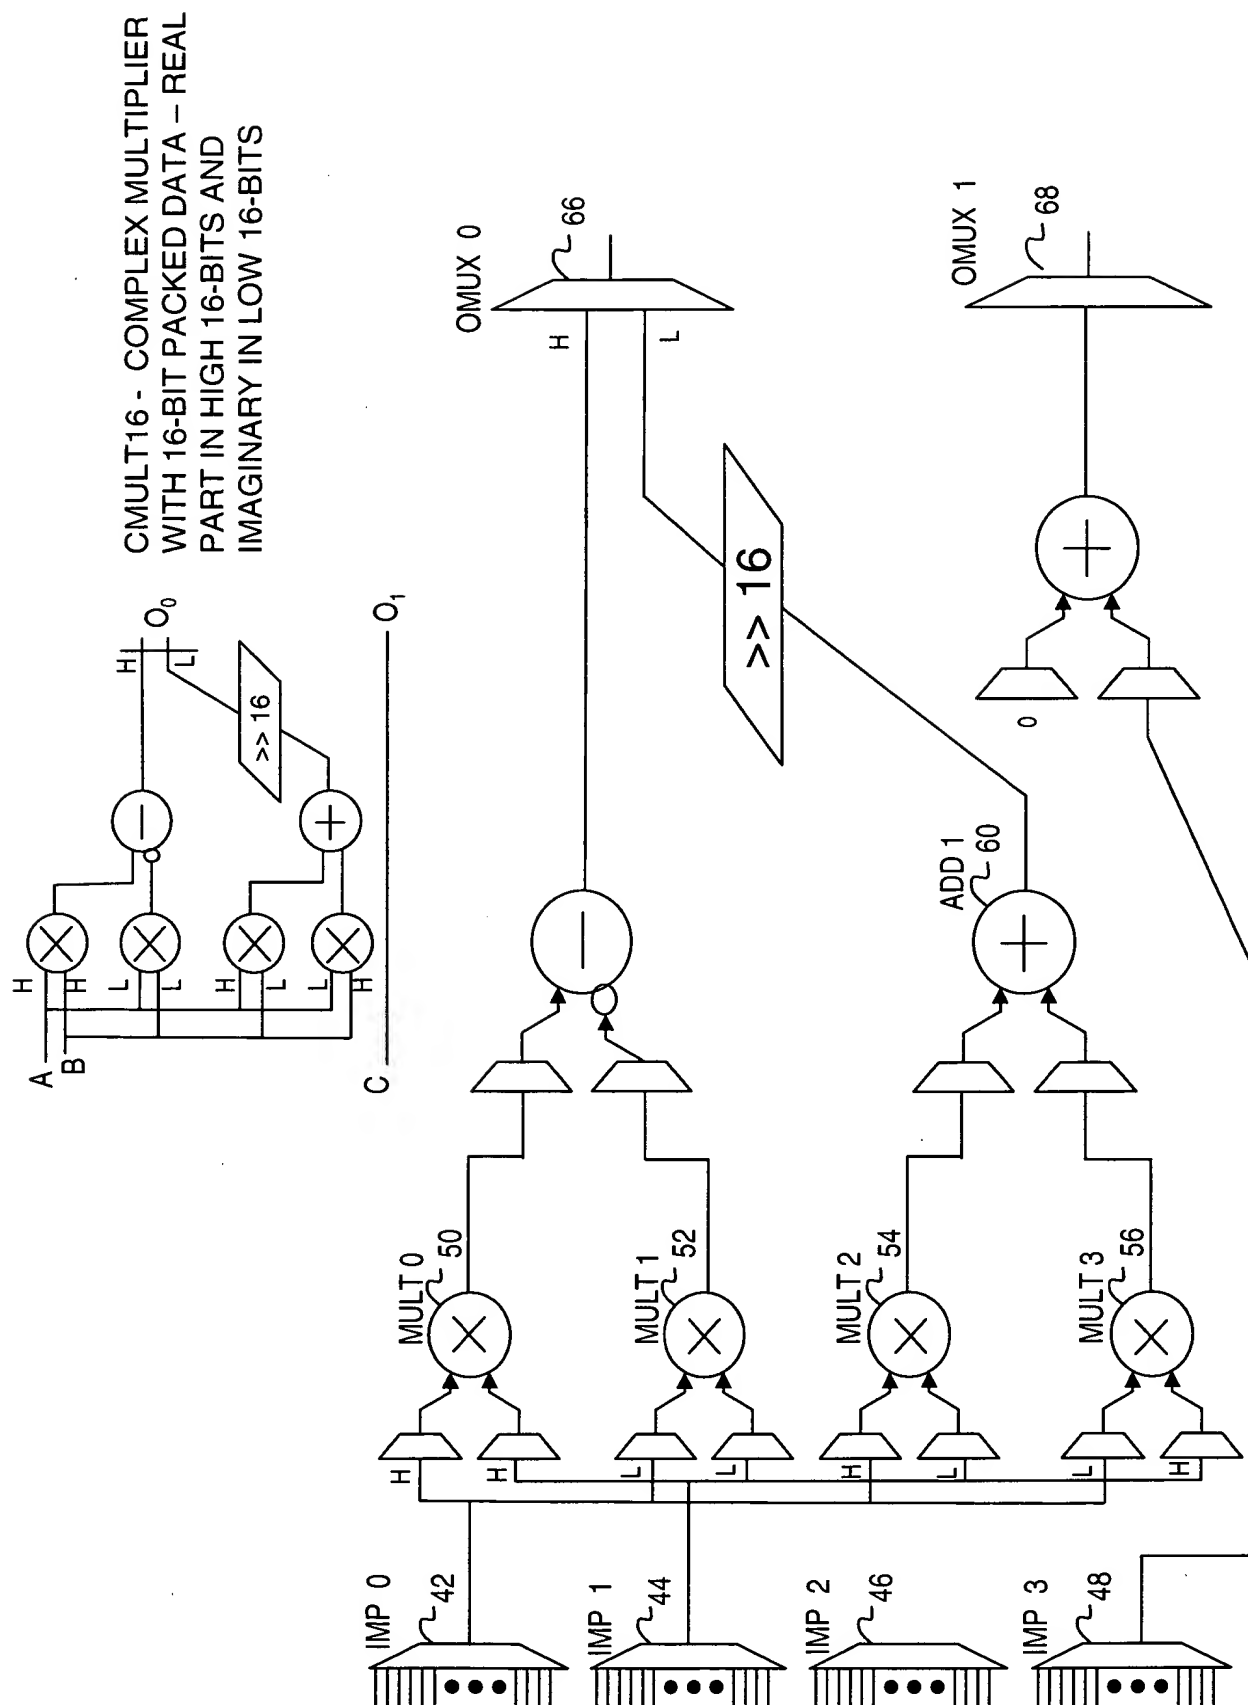 CMULT16 - COMPLEX MULTIPLIER
WITH 16-BIT PACKED DATA – REAL
PART IN HIGH 16-BITS AND
IMAGINARY IN LOW 16-BITS
A
B
H
H
L
L
H
L
L
H
>> 16
H
L
O₀
C
O₁
IMP 0
42
IMP 1
44
IMP 2
46
IMP 3
48
H
H
L
L
H
L
L
H
MULT 0
50
MULT 1
52
MULT 2
54
MULT 3
56
ADD 1
60
>> 16
0
H
L
OMUX 0
66
OMUX 1
68